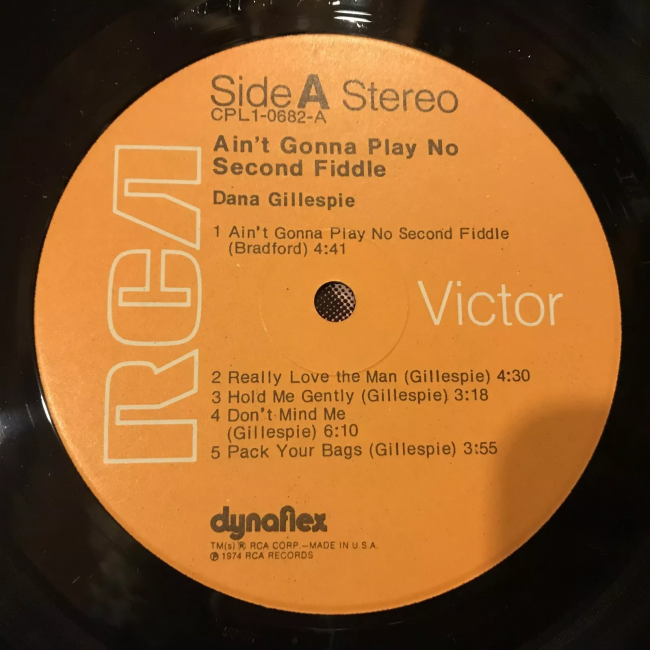 Side A Stereo
CPL1-0682-A
Ain't Gonna Play No
Second Fiddle
Dana Gillespie
1 Ain't Gonna Play No Second Fiddle
(Bradford) 4:41
RCA
Victor
2 Really Love the Man (Gillespie) 4:30
3 Hold Me Gently (Gillespie) 3:18
4 Don't Mind Me
(Gillespie) 6:10
5 Pack Your Bags (Gillespie) 3:55
dynaflex
TM(s) ® RCA CORP.—MADE IN U.S.A.
℗ 1974 RCA RECORDS